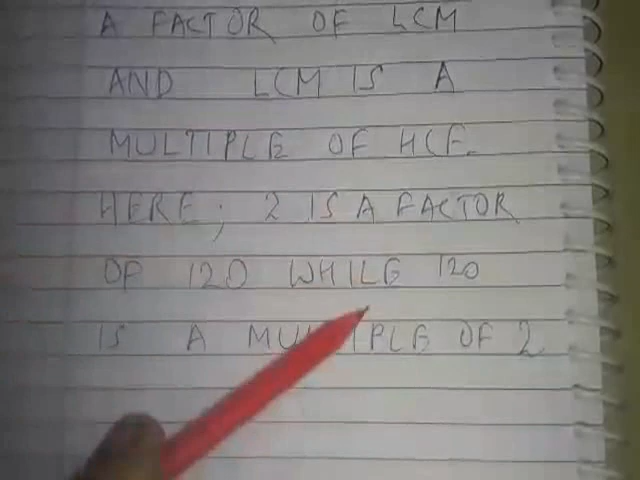 A FACTOR OF LCM
AND LCM IS A
MULTIPLE OF HCF.
HERE; 2 IS A FACTOR
OF 120 WHILE 120
IS A MULTIPLE OF 2